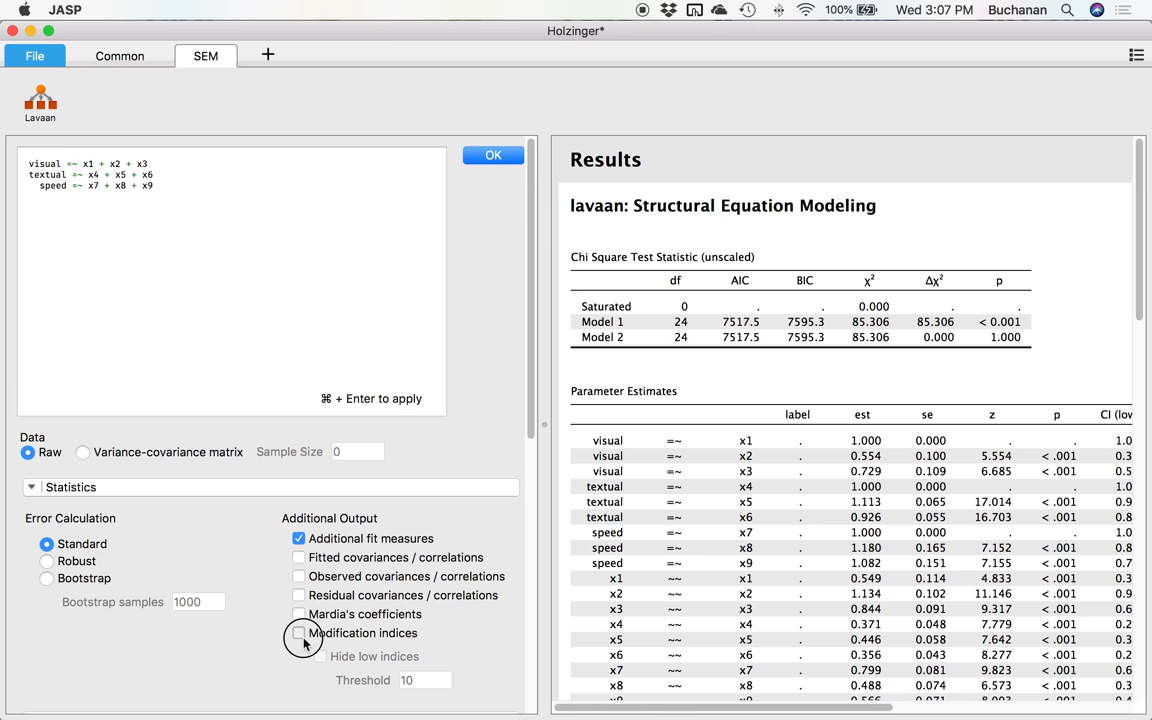 JASP 100% Wed 3:07 PM Buchanan
Holzinger*
File Common SEM +
Lavaan
visual =~ x1 + x2 + x3
textual =~ x4 + x5 + x6
speed =~ x7 + x8 + x9
⌘ + Enter to apply
OK
Data
Raw Variance-covariance matrix Sample Size 0
Statistics
Error Calculation
Standard
Robust
Bootstrap
Bootstrap samples 1000
Additional Output
Additional fit measures
Fitted covariances / correlations
Observed covariances / correlations
Residual covariances / correlations
Mardia's coefficients
Modification indices
Hide low indices
Threshold 10
Results
lavaan: Structural Equation Modeling
Chi Square Test Statistic (unscaled)
df AIC BIC χ² Δχ² p
Saturated 0 . . 0.000 . .
Model 1 24 7517.5 7595.3 85.306 85.306 < 0.001
Model 2 24 7517.5 7595.3 85.306 0.000 1.000
Parameter Estimates
label est se z p CI (low
visual =~ x1 . 1.000 0.000 . . 1.0
visual =~ x2 . 0.554 0.100 5.554 < .001 0.3
visual =~ x3 . 0.729 0.109 6.685 < .001 0.5
textual =~ x4 . 1.000 0.000 . . 1.0
textual =~ x5 . 1.113 0.065 17.014 < .001 0.9
textual =~ x6 . 0.926 0.055 16.703 < .001 0.8
speed =~ x7 . 1.000 0.000 . . 1.0
speed =~ x8 . 1.180 0.165 7.152 < .001 0.8
speed =~ x9 . 1.082 0.151 7.155 < .001 0.7
x1 ~~ x1 . 0.549 0.114 4.833 < .001 0.3
x2 ~~ x2 . 1.134 0.102 11.146 < .001 0.9
x3 ~~ x3 . 0.844 0.091 9.317 < .001 0.6
x4 ~~ x4 . 0.371 0.048 7.779 < .001 0.2
x5 ~~ x5 . 0.446 0.058 7.642 < .001 0.3
x6 ~~ x6 . 0.356 0.043 8.277 < .001 0.2
x7 ~~ x7 . 0.799 0.081 9.823 < .001 0.6
x8 ~~ x8 . 0.488 0.074 6.573 < .001 0.3